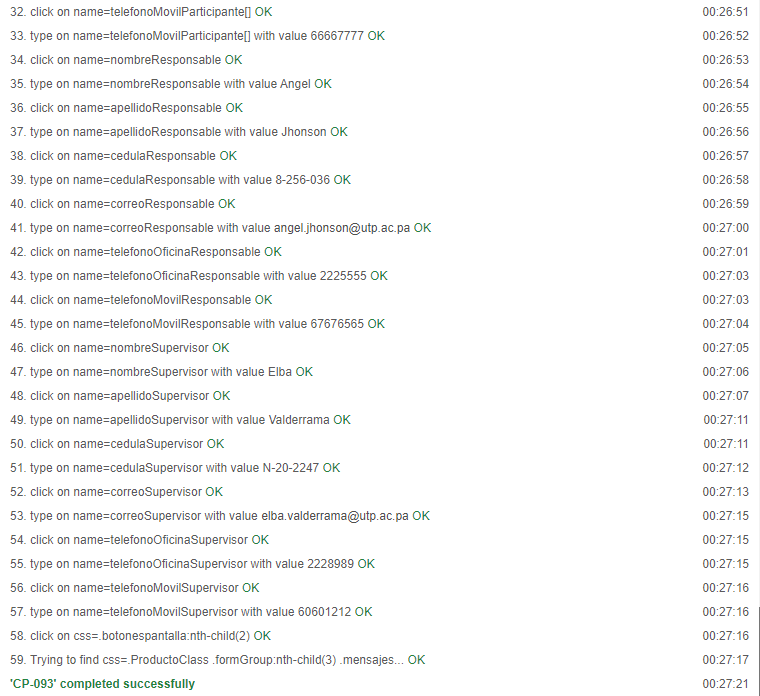 32. click on name=telefonoMovilParticipante[] OK 00:26:51
33. type on name=telefonoMovilParticipante[] with value 66667777 OK 00:26:52
34. click on name=nombreResponsable OK 00:26:53
35. type on name=nombreResponsable with value Angel OK 00:26:54
36. click on name=apellidoResponsable OK 00:26:55
37. type on name=apellidoResponsable with value Jhonson OK 00:26:56
38. click on name=cedulaResponsable OK 00:26:57
39. type on name=cedulaResponsable with value 8-256-036 OK 00:26:58
40. click on name=correoResponsable OK 00:26:59
41. type on name=correoResponsable with value angel.jhonson@utp.ac.pa OK 00:27:00
42. click on name=telefonoOficinaResponsable OK 00:27:01
43. type on name=telefonoOficinaResponsable with value 2225555 OK 00:27:03
44. click on name=telefonoMovilResponsable OK 00:27:03
45. type on name=telefonoMovilResponsable with value 67676565 OK 00:27:04
46. click on name=nombreSupervisor OK 00:27:05
47. type on name=nombreSupervisor with value Elba OK 00:27:06
48. click on name=apellidoSupervisor OK 00:27:07
49. type on name=apellidoSupervisor with value Valderrama OK 00:27:11
50. click on name=cedulaSupervisor OK 00:27:11
51. type on name=cedulaSupervisor with value N-20-2247 OK 00:27:12
52. click on name=correoSupervisor OK 00:27:13
53. type on name=correoSupervisor with value elba.valderrama@utp.ac.pa OK 00:27:15
54. click on name=telefonoOficinaSupervisor OK 00:27:15
55. type on name=telefonoOficinaSupervisor with value 2228989 OK 00:27:15
56. click on name=telefonoMovilSupervisor OK 00:27:16
57. type on name=telefonoMovilSupervisor with value 60601212 OK 00:27:16
58. click on css=.botonespantalla:nth-child(2) OK 00:27:16
59. Trying to find css=.ProductoClass .formGroup:nth-child(3) .mensajes... OK 00:27:17
'CP-093' completed successfully 00:27:21